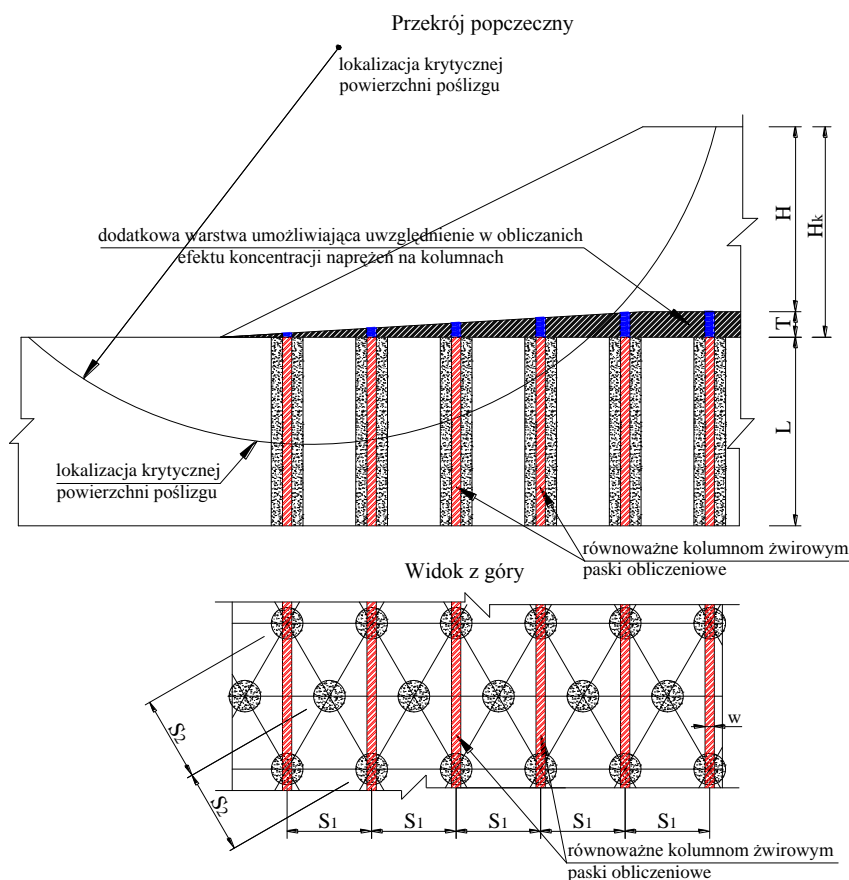 Przekrój popczeczny
lokalizacja krytycznej
powierzchni poślizgu
dodatkowa warstwa umożliwiająca uwzględnienie w obliczanich
efektu koncentracji naprężeń na kolumnach
H
Hk
T
L
lokalizacja krytycznej
powierzchni poślizgu
równoważne kolumnom żwirowym
paski obliczeniowe
Widok z góry
S2
S2
w
S1
S1
S1
S1
S1
równoważne kolumnom żwirowym
paski obliczeniowe